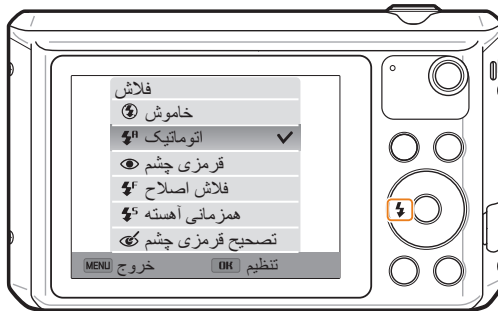 فلاش
خاموش
اتوماتیک A
قرمزی چشم
فلاش اصلاح F
همزمانی آهسته S
تصحیح قرمزی چشم
تنظیم OK خروج MENU